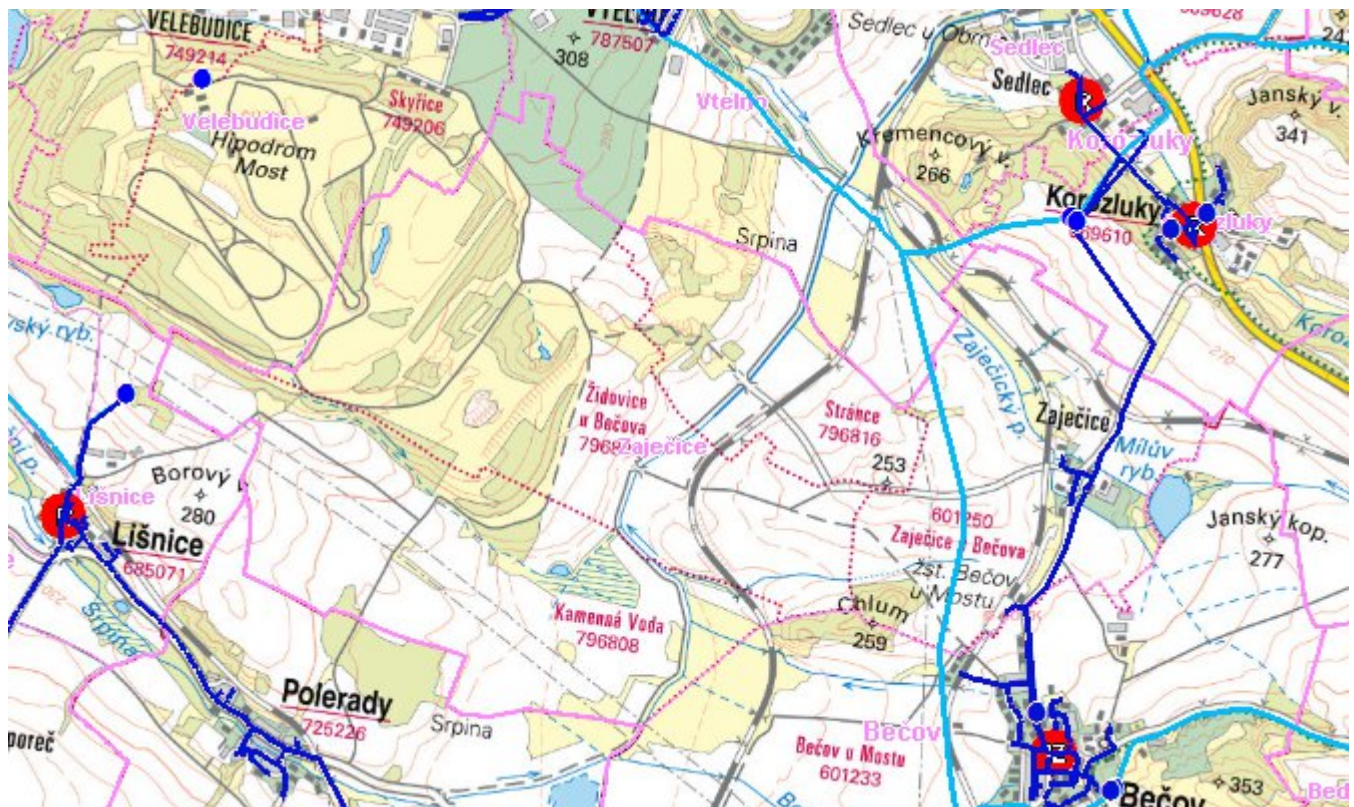 VELEBUDICE
749214
Velebudice
Hipodrom
Most
Skyřice
749206
308
787507
Vtelno
Sedlec u Obrnic
Sedlec
Sedlec
Korozluky
Kremencový v.
266
Janský v.
341
Korozluky
669610
Srpina
Zaječický p.
Židovice
u Bečova
Zaječice
Stránce
796816
253
Zaječice
Milův
ryb.
601250
Zaječice u Bečova
žst. Bečov
u Mostu
Janský kop.
277
Borový v.
280
Lišnice
Lišnice
685071
Srpina
Kamenná Voda
796808
Chlum
259
Polerady
725226
Srpina
Bečov
Bečov u Mostu
601233
Bečov
353